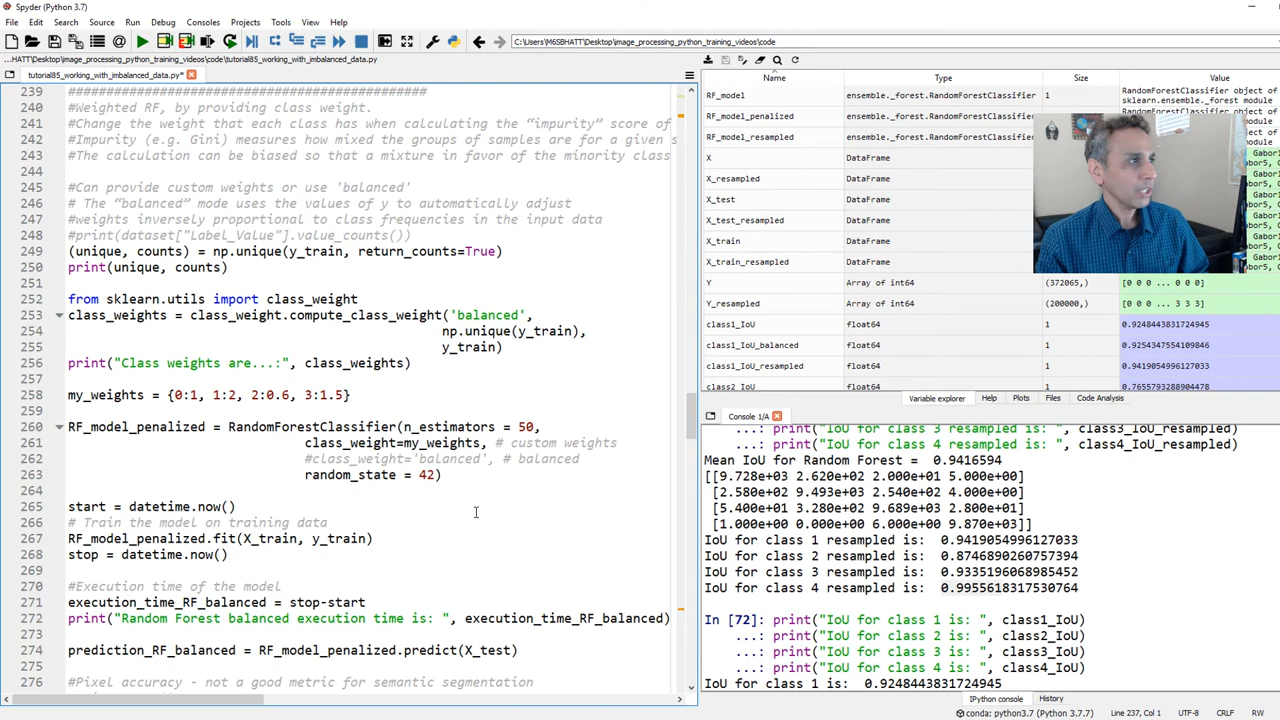 Spyder (Python 3.7)
File Edit Search Source Run Debug Consoles Projects Tools View Help
C:\Users\M6SBHATT\Desktop\image_processing_python_training_videos\code
...HATT\Desktop\image_processing_python_training_videos\code\tutorial85_working_with_imbalanced_data.py
tutorial85_working_with_imbalanced_data.py*
239 ###############################################
240 #Weighted RF, by providing class weight.
241 #Change the weight that each class has when calculating the “impurity” score of
242 #Impurity (e.g. Gini) measures how mixed the groups of samples are for a given s
243 #The calculation can be biased so that a mixture in favor of the minority class
244
245 #Can provide custom weights or use 'balanced'
246 # The “balanced” mode uses the values of y to automatically adjust
247 #weights inversely proportional to class frequencies in the input data
248 #print(dataset["Label_Value"].value_counts())
249 (unique, counts) = np.unique(y_train, return_counts=True)
250 print(unique, counts)
251
252 from sklearn.utils import class_weight
253 class_weights = class_weight.compute_class_weight('balanced',
254 np.unique(y_train),
255 y_train)
256 print("Class weights are...:", class_weights)
257
258 my_weights = {0:1, 1:2, 2:0.6, 3:1.5}
259
260 RF_model_penalized = RandomForestClassifier(n_estimators = 50,
261 class_weight=my_weights, # custom weights
262 #class_weight='balanced', # balanced
263 random_state = 42)
264
265 start = datetime.now()
266 # Train the model on training data
267 RF_model_penalized.fit(X_train, y_train)
268 stop = datetime.now()
269
270 #Execution time of the model
271 execution_time_RF_balanced = stop-start
272 print("Random Forest balanced execution time is: ", execution_time_RF_balanced)
273
274 prediction_RF_balanced = RF_model_penalized.predict(X_test)
275
276 #Pixel accuracy - not a good metric for semantic segmentation
Name Type Size Value
RF_model ensemble._forest.RandomForestClassifier 1 RandomForestClassifier object of sklearn.ensemble._forest module
RF_model_penalized ensemble._forest.RandomForestClassifier 1 RandomForestClassifier object of
RF_model_resampled ensemble._forest.RandomForestClassifier
X DataFrame
X_resampled DataFrame
X_test DataFrame
X_test_resampled DataFrame
X_train DataFrame
X_train_resampled DataFrame
Y Array of int64 (372065,) [0 0 0 ... 0 0 0]
Y_resampled Array of int64 (200000,) [0 0 0 ... 3 3 3]
class1_IoU float64 1 0.9248443831724945
class1_IoU_balanced float64 1 0.9254347554109846
class1_IoU_resampled float64 1 0.9419054996127033
class2_IoU float64 1 0.7655793288904478
Variable explorer Help Plots Files Code Analysis
Console 1/A
print("IoU for class 3 resampled is: ", class3_IoU_resampled)
...: print("IoU for class 4 resampled is: ", class4_IoU_resampled)
Mean IoU for Random Forest = 0.9416594
[[9.728e+03 2.620e+02 2.000e+01 5.000e+00]
[2.580e+02 9.493e+03 2.540e+02 4.000e+00]
[5.400e+01 3.280e+02 9.689e+03 2.800e+01]
[1.000e+00 0.000e+00 6.000e+00 9.870e+03]]
IoU for class 1 resampled is: 0.9419054996127033
IoU for class 2 resampled is: 0.8746890260757394
IoU for class 3 resampled is: 0.9335196068985452
IoU for class 4 resampled is: 0.9955618317530764
In [72]: print("IoU for class 1 is: ", class1_IoU)
...: print("IoU for class 2 is: ", class2_IoU)
...: print("IoU for class 3 is: ", class3_IoU)
...: print("IoU for class 4 is: ", class4_IoU)
IoU for class 1 is: 0.9248443831724945
IPython console History
conda: python3.7 (Python 3.7.7) Line 237, Col 1 UTF-8 CRLF RW